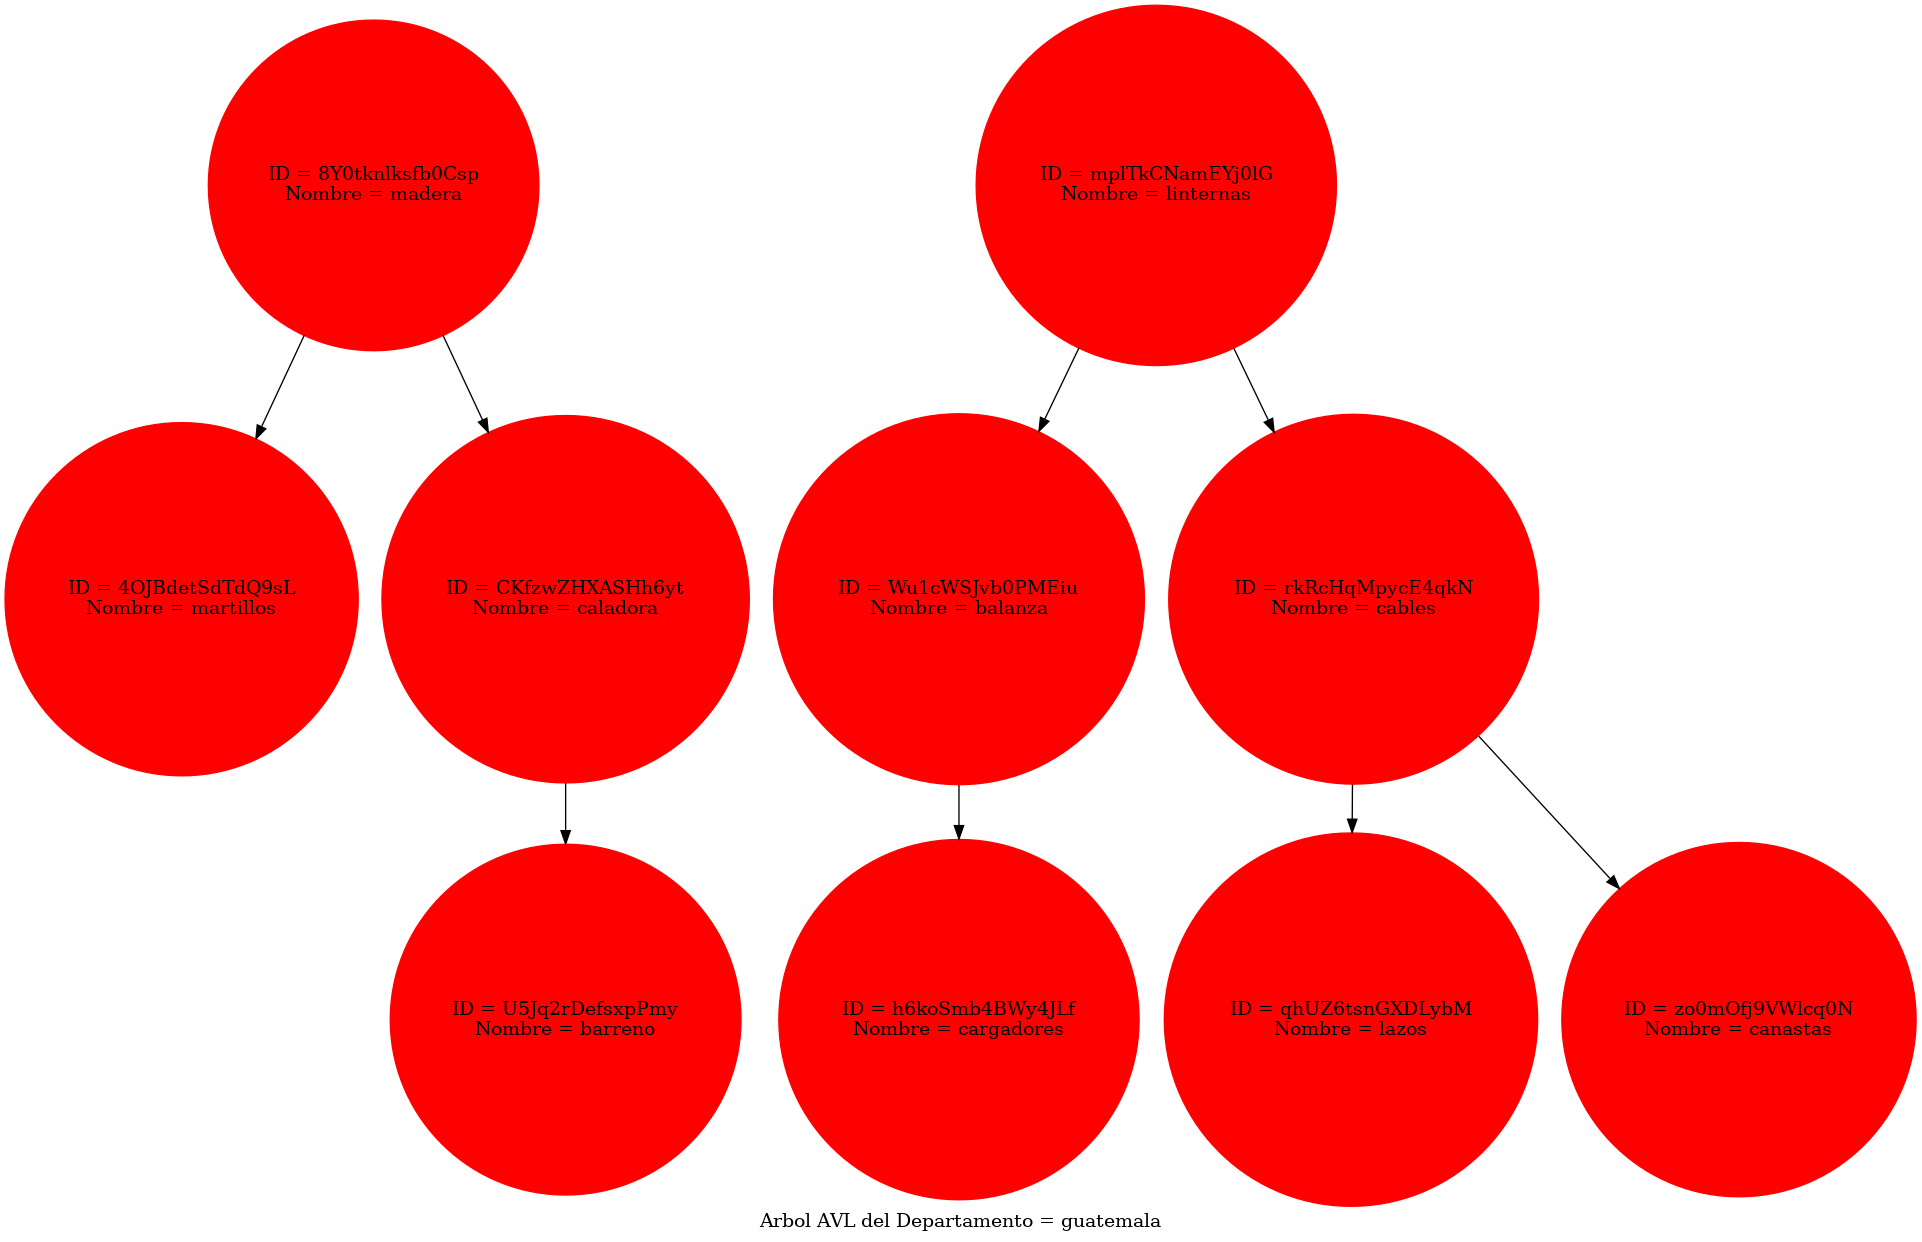 ID = 8Y0tknlksfb0Csp
Nombre = madera
ID = mplTkCNamEYj0lG
Nombre = linternas
ID = 4OJBdetSdTdQ9sL
Nombre = martillos
ID = CKfzwZHXASHh6yt
Nombre = caladora
ID = Wu1cWSJvb0PMEiu
Nombre = balanza
ID = rkRcHqMpycE4qkN
Nombre = cables
ID = U5Jq2rDefsxpPmy
Nombre = barreno
ID = h6koSmb4BWy4JLf
Nombre = cargadores
ID = qhUZ6tsnGXDLybM
Nombre = lazos
ID = zo0mOfj9VWlcq0N
Nombre = canastas
Arbol AVL del Departamento = guatemala